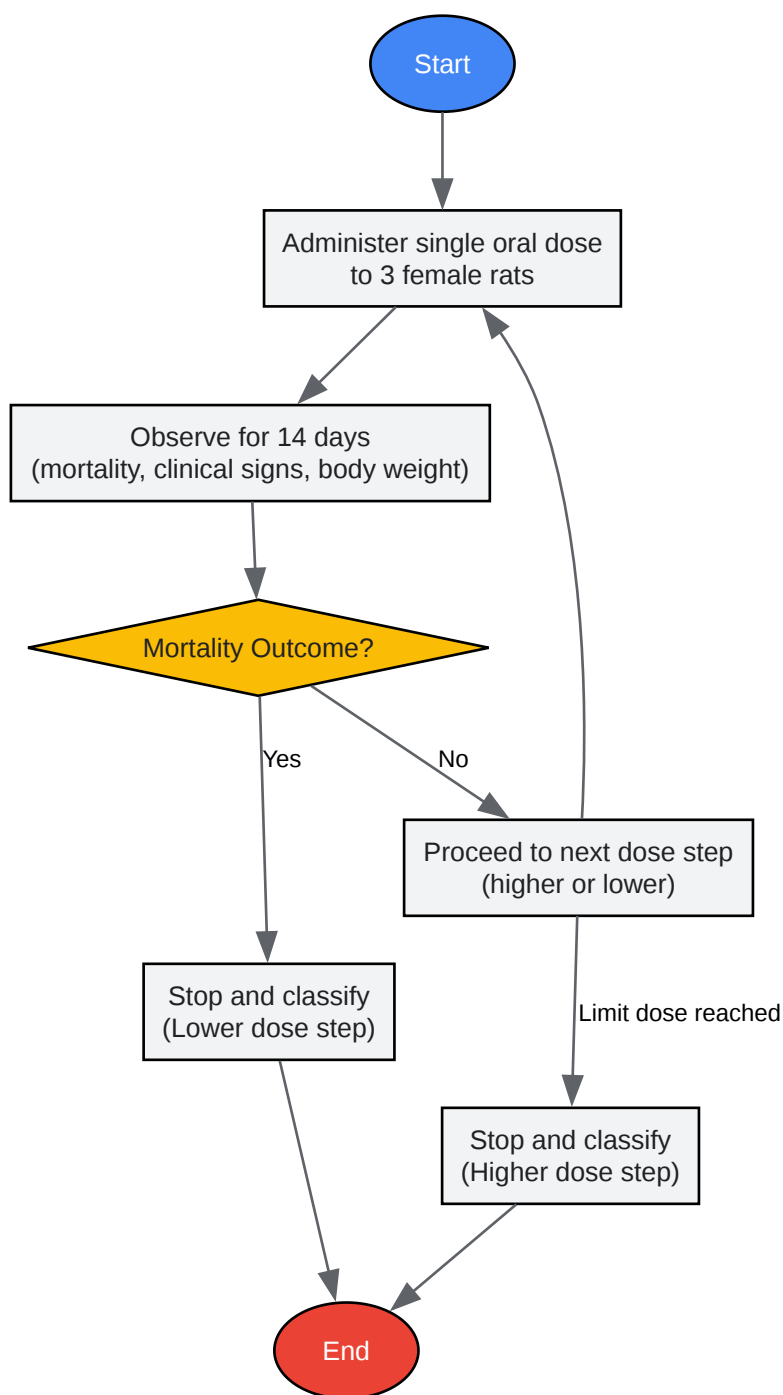 Start
Administer single oral dose
to 3 female rats
Observe for 14 days
(mortality, clinical signs, body weight)
Mortality Outcome?
Yes
No
Proceed to next dose step
(higher or lower)
Stop and classify
(Lower dose step)
Limit dose reached
Stop and classify
(Higher dose step)
End